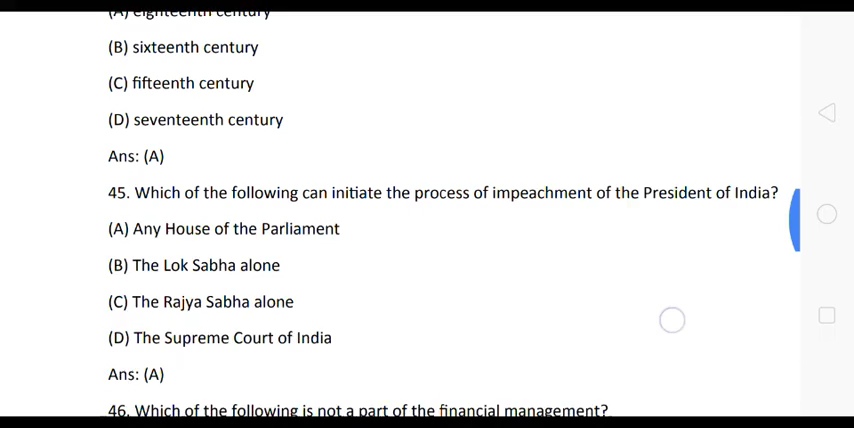 (A) eighteenth century
(B) sixteenth century
(C) fifteenth century
(D) seventeenth century
Ans: (A)
45. Which of the following can initiate the process of impeachment of the President of India?
(A) Any House of the Parliament
(B) The Lok Sabha alone
(C) The Rajya Sabha alone
(D) The Supreme Court of India
Ans: (A)
46. Which of the following is not a part of the financial management?